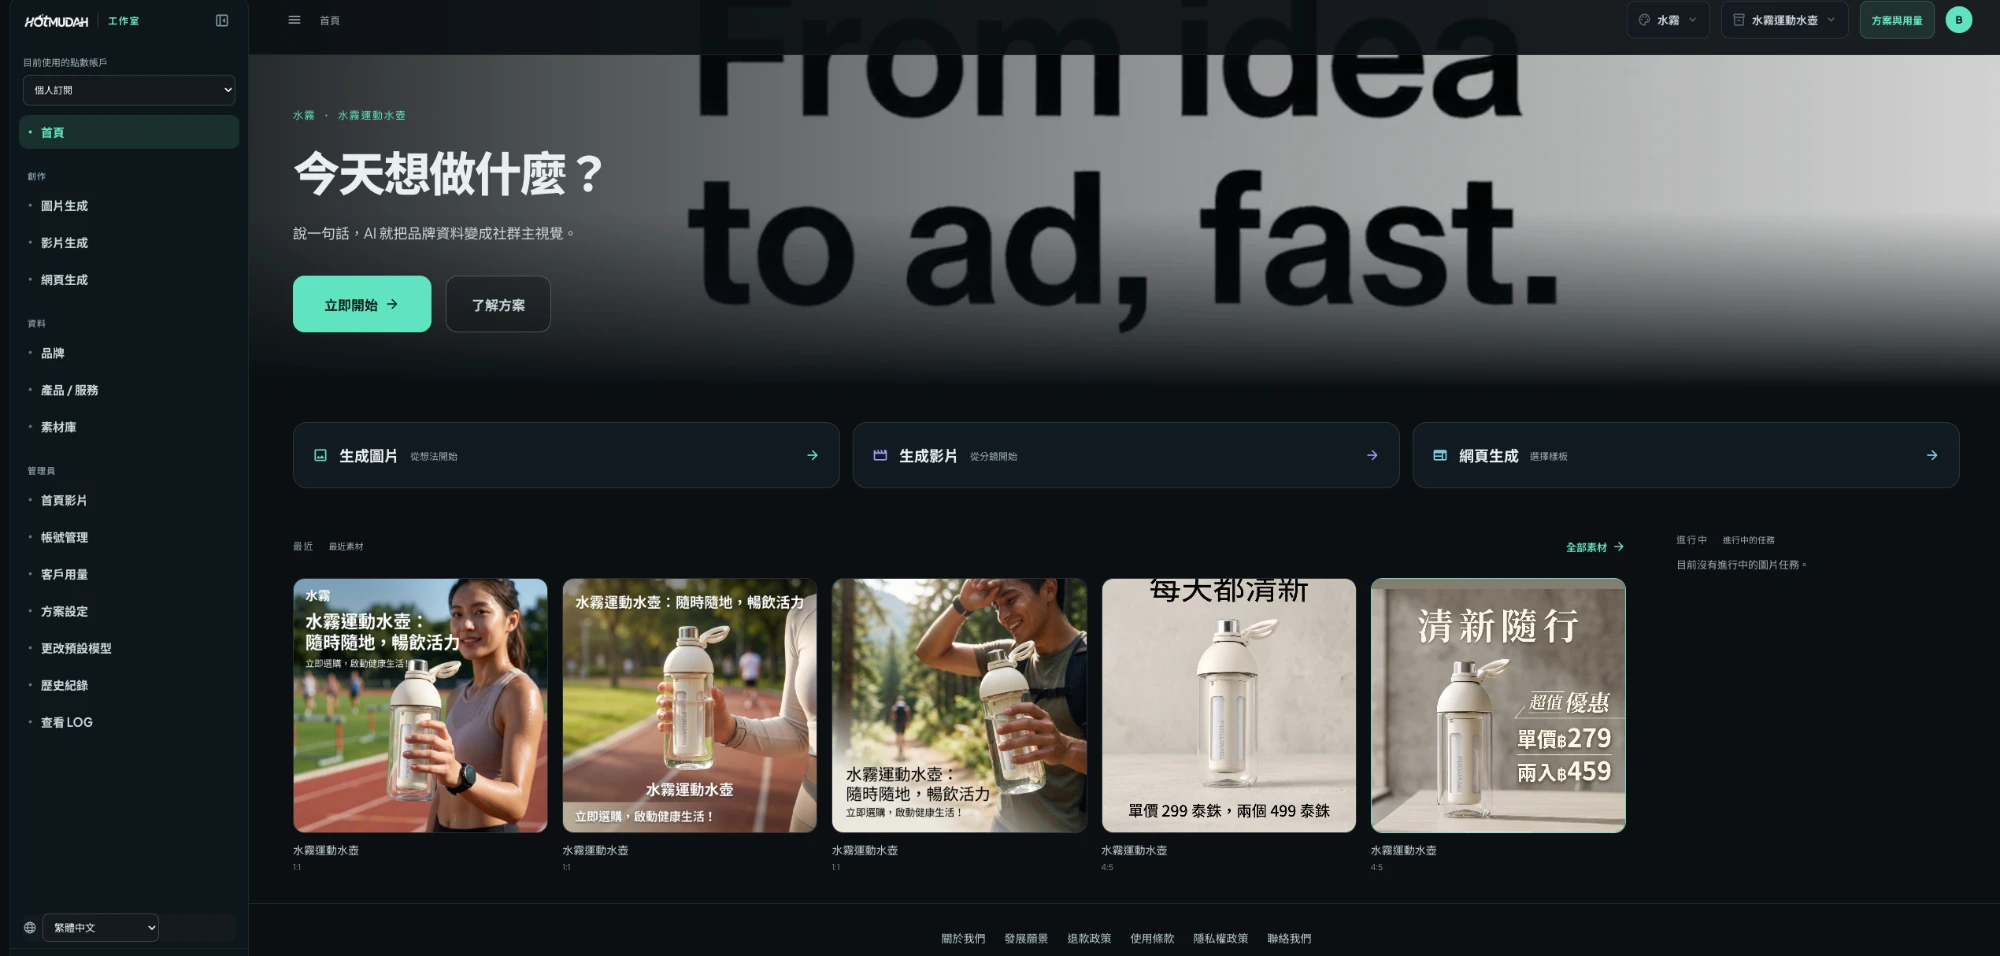 HOTMUDAH 工作室
目前使用的點數帳戶
個人訂閱
首頁
創作
圖片生成
影片生成
網頁生成
資料
品牌
產品 / 服務
素材庫
管理員
首頁影片
帳號管理
客戶用量
方案設定
更改預設模型
歷史紀錄
查看 LOG
繁體中文
首頁
水霧
水霧運動水壺
方案與用量
B
From idea
to ad, fast.
水霧 · 水霧運動水壺
今天想做什麼？
說一句話，AI 就把品牌資料變成社群主視覺。
立即開始
了解方案
生成圖片 從想法開始
生成影片 從分鏡開始
網頁生成 選擇樣板
最近 最近素材
全部素材
水霧
水霧運動水壺：
隨時隨地，暢飲活力
立即選購，啟動健康生活！
水霧運動水壺
1:1
水霧運動水壺：隨時隨地，暢飲活力
水霧運動水壺
立即選購，啟動健康生活！
水霧運動水壺
1:1
水霧運動水壺：
隨時隨地，暢飲活力
立即選購，啟動健康生活！
水霧運動水壺
1:1
每天都清新
單價 299 泰銖，兩個 499 泰銖
水霧運動水壺
4:5
清新隨行
超值優惠
單價฿279
兩入฿459
水霧運動水壺
4:5
進行中 進行中的任務
目前沒有進行中的圖片任務。
關於我們 發展願景 退款政策 使用條款 隱私權政策 聯絡我們